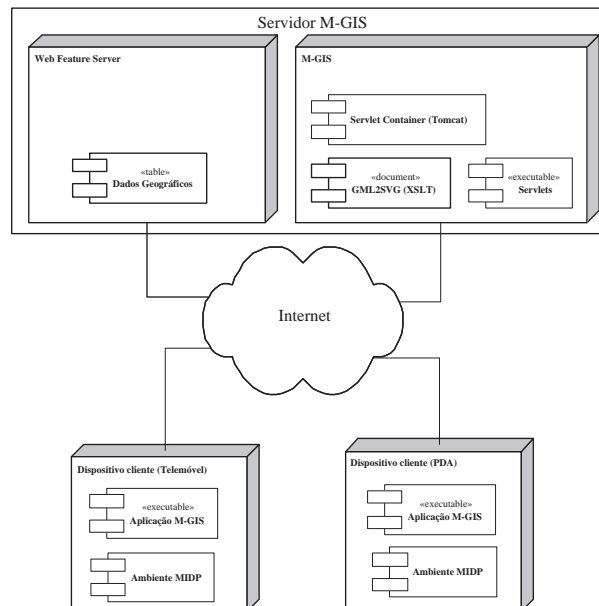 Servidor M-GIS
Web Feature Server
«table»
Dados Geográficos
M-GIS
Servlet Container (Tomcat)
«document»
GML2SVG (XSLT)
«executable»
Servlets
Internet
Dispositivo cliente (Telemóvel)
«executable»
Aplicação M-GIS
Ambiente MIDP
Dispositivo cliente (PDA)
«executable»
Aplicação M-GIS
Ambiente MIDP